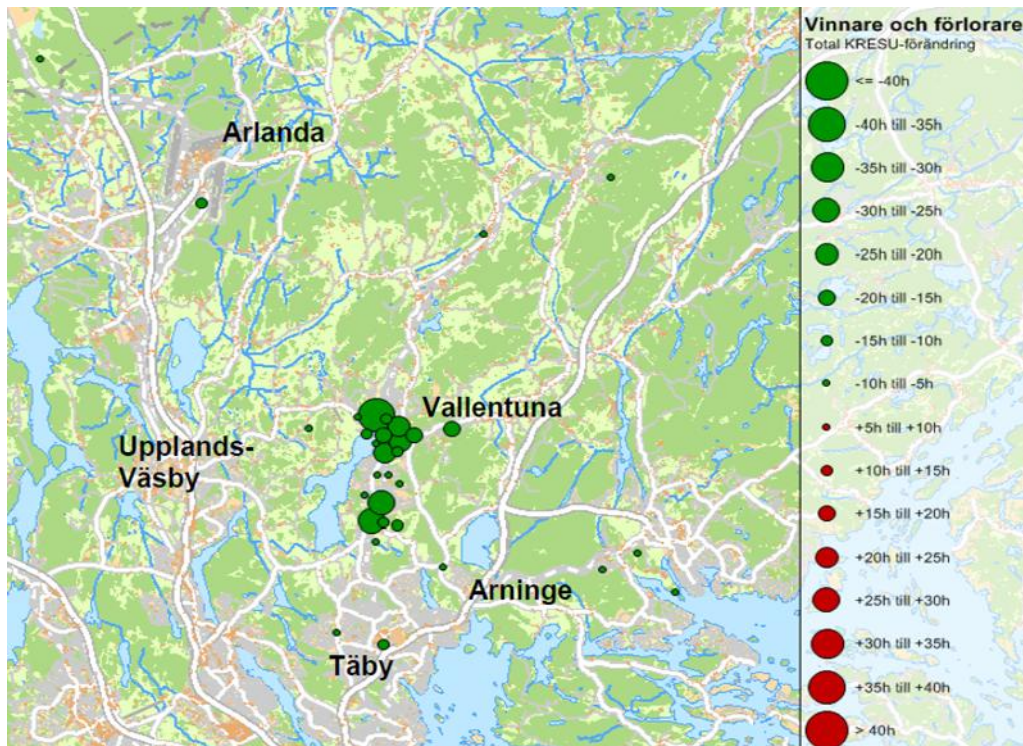 Vinnare och förlorare
Total KRESU-förändring
<= -40h
-40h till -35h
-35h till -30h
-30h till -25h
-25h till -20h
-20h till -15h
-15h till -10h
-10h till -5h
+5h till +10h
+10h till +15h
+15h till +20h
+20h till +25h
+25h till +30h
+30h till +35h
+35h till +40h
> 40h
Arlanda
Vallentuna
Upplands-
Väsby
Arninge
Täby